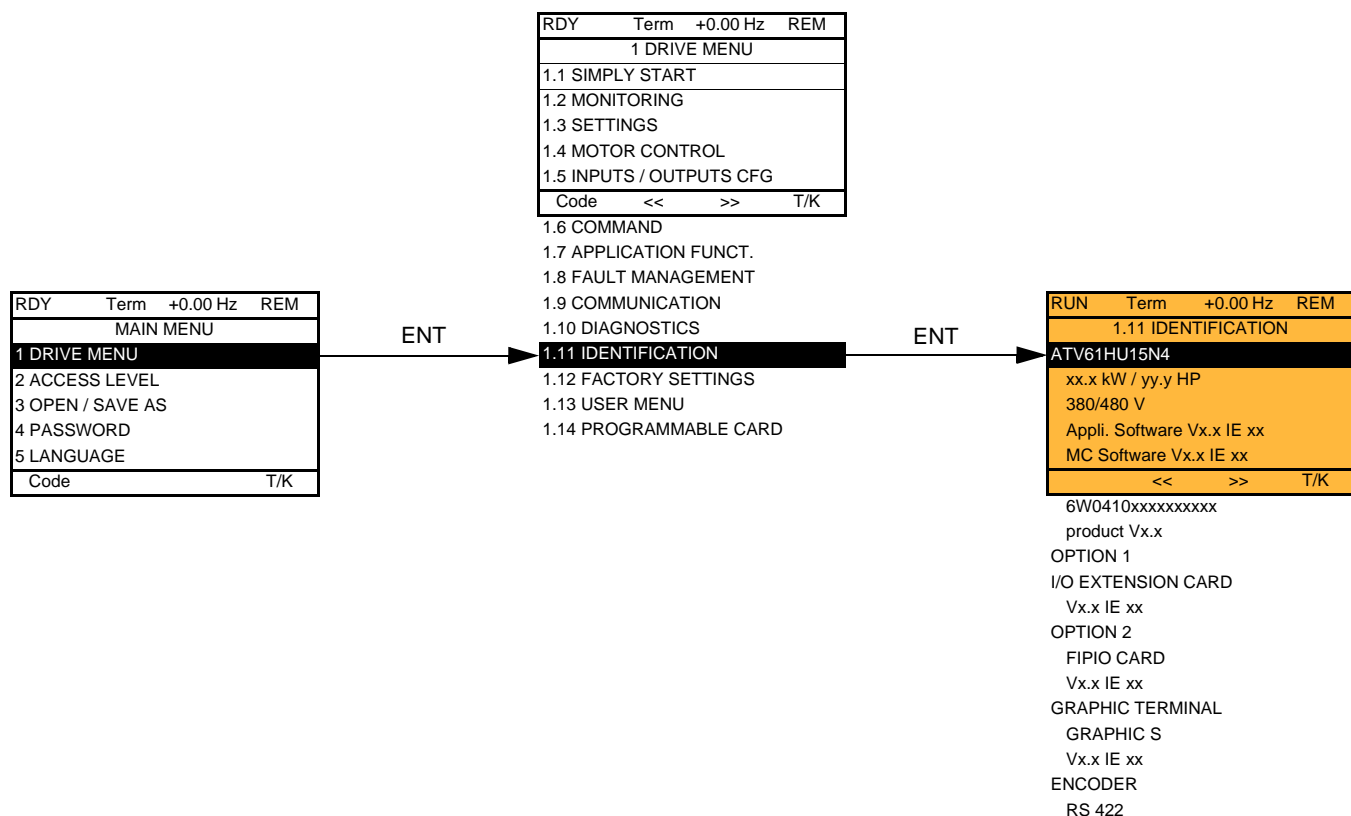 RDY Term +0.00 Hz REM
MAIN MENU
1 DRIVE MENU
2 ACCESS LEVEL
3 OPEN / SAVE AS
4 PASSWORD
5 LANGUAGE
Code T/K
ENT
RDY Term +0.00 Hz REM
1 DRIVE MENU
1.1 SIMPLY START
1.2 MONITORING
1.3 SETTINGS
1.4 MOTOR CONTROL
1.5 INPUTS / OUTPUTS CFG
Code << >> T/K
1.6 COMMAND
1.7 APPLICATION FUNCT.
1.8 FAULT MANAGEMENT
1.9 COMMUNICATION
1.10 DIAGNOSTICS
1.11 IDENTIFICATION
1.12 FACTORY SETTINGS
1.13 USER MENU
1.14 PROGRAMMABLE CARD
ENT
RUN Term +0.00 Hz REM
1.11 IDENTIFICATION
ATV61HU15N4
xx.x kW / yy.y HP
380/480 V
Appli. Software Vx.x IE xx
MC Software Vx.x IE xx
<< >> T/K
6W0410xxxxxxxxxx
product Vx.x
OPTION 1
I/O EXTENSION CARD
Vx.x IE xx
OPTION 2
FIPIO CARD
Vx.x IE xx
GRAPHIC TERMINAL
GRAPHIC S
Vx.x IE xx
ENCODER
RS 422